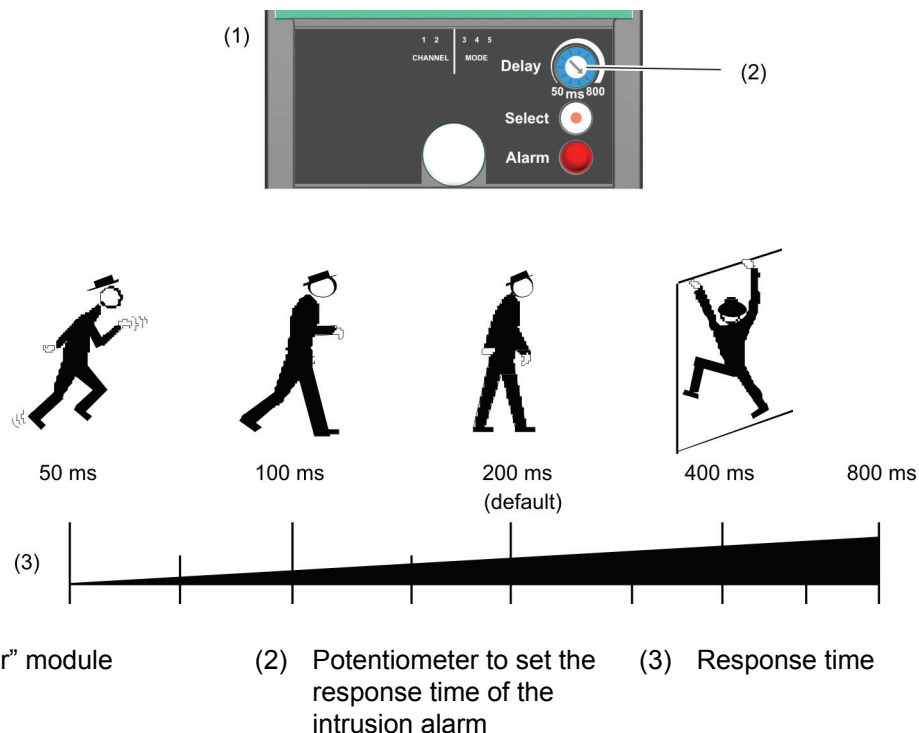 (1)
1 2 3 4 5
CHANNEL MODE
Delay
(2)
50 ms 800
Select
Alarm
50 ms 100 ms 200 ms 400 ms 800 ms
(default)
(3)
r” module
(2) Potentiometer to set the
response time of the
intrusion alarm
(3) Response time